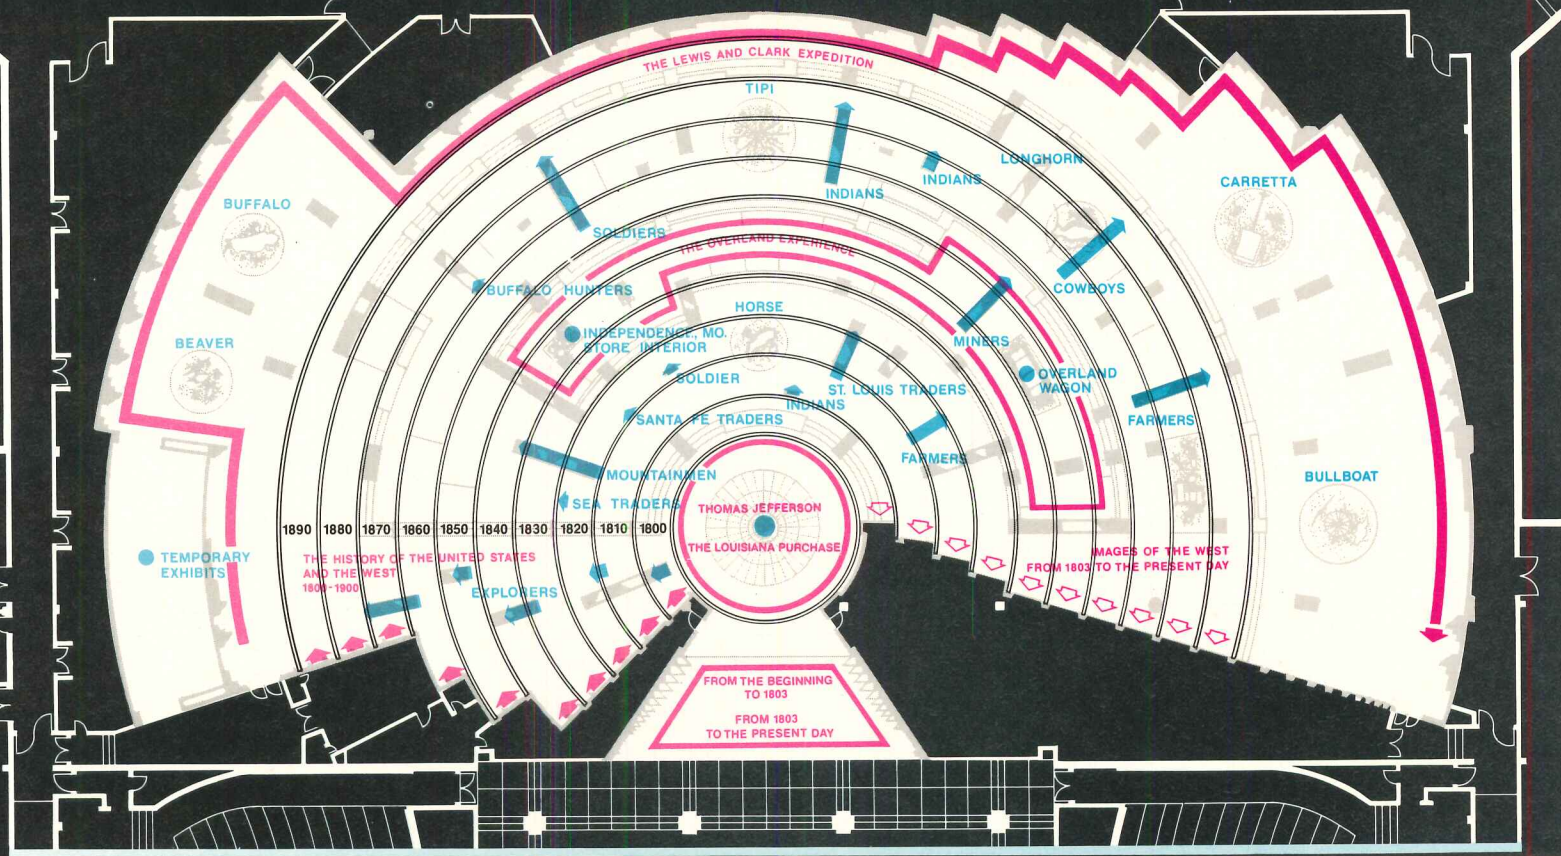 THE LEWIS AND CLARK EXPEDITION
TIPI
LONGHORN
CARRETTA
BUFFALO
INDIANS
INDIANS
SOLDIERS
THE OVERLAND EXPERIENCE
COWBOYS
BUFFALO HUNTERS
HORSE
BEAVER
INDEPENDENCE, MO.
STORE INTERIOR
MINERS
SOLDIER
OVERLAND
WAGON
ST. LOUIS TRADERS
INDIANS
SANTA FE TRADERS
FARMERS
FARMERS
MOUNTAINMEN
BULLBOAT
SEA TRADERS
THOMAS JEFFERSON
THE LOUISIANA PURCHASE
1890 1880 1870 1860 1850 1840 1830 1820 1810 1800
TEMPORARY
EXHIBITS
THE HISTORY OF THE UNITED STATES
AND THE WEST
1800-1900
EXPLORERS
IMAGES OF THE WEST
FROM 1803 TO THE PRESENT DAY
FROM THE BEGINNING
TO 1803
FROM 1803
TO THE PRESENT DAY